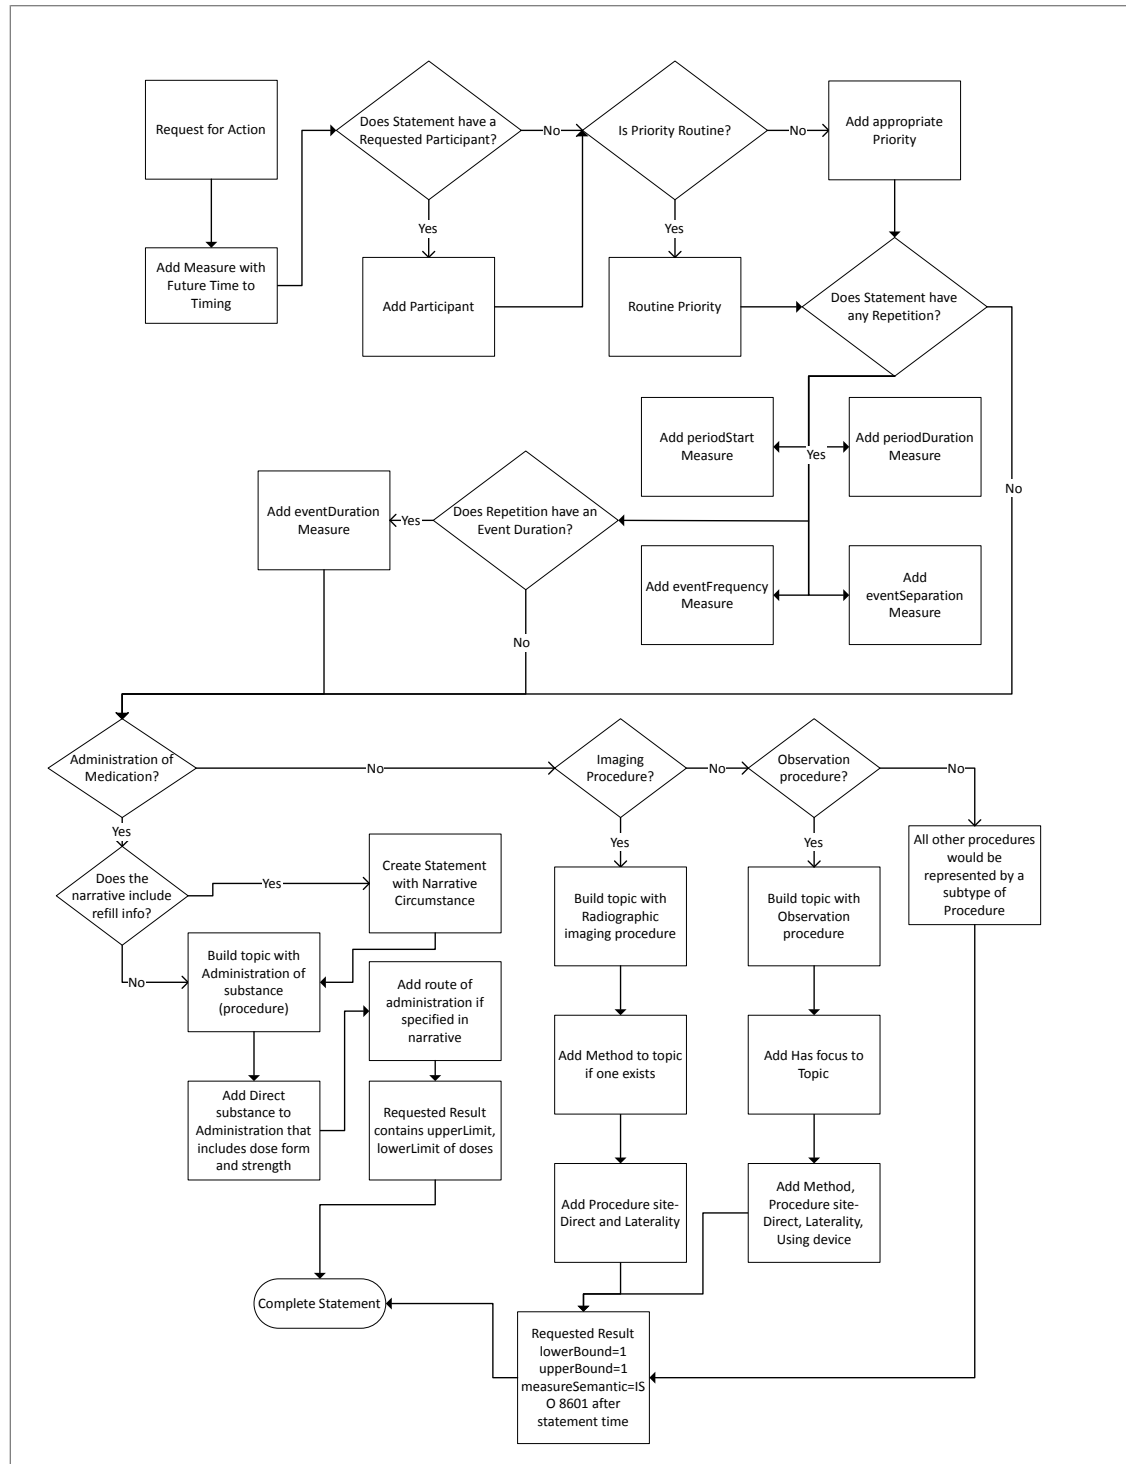 Request for Action
Does Statement have a
Requested Participant?
No
Is Priority Routine?
No
Add appropriate
Priority
Yes
Yes
Add Measure with
Future Time to
Timing
Add Participant
Routine Priority
Does Statement have
any Repetition?
Add periodStart
Measure
Yes
Add periodDuration
Measure
No
Add eventDuration
Measure
Yes
Does Repetition have an
Event Duration?
Add eventFrequency
Measure
Add
eventSeparation
Measure
No
Administration of
Medication?
No
Imaging
Procedure?
No
Observation
procedure?
No
Yes
Yes
Yes
Does the
narrative include
refill info?
Yes
Create Statement
with Narrative
Circumstance
Build topic with
Radiographic
imaging procedure
Build topic with
Observation
procedure
All other procedures
would be
represented by a
subtype of
Procedure
No
Build topic with
Administration of
substance
(procedure)
Add route of
administration if
specified in
narrative
Add Method to topic
if one exists
Add Has focus to
Topic
Add Direct
substance to
Administration that
includes dose form
and strength
Requested Result
contains upperLimit,
lowerLimit of doses
Add Procedure site-
Direct and Laterality
Add Method,
Procedure site-
Direct, Laterality,
Using device
Complete Statement
Requested Result
lowerBound=1
upperBound=1
measureSemantic=IS
O 8601 after
statement time